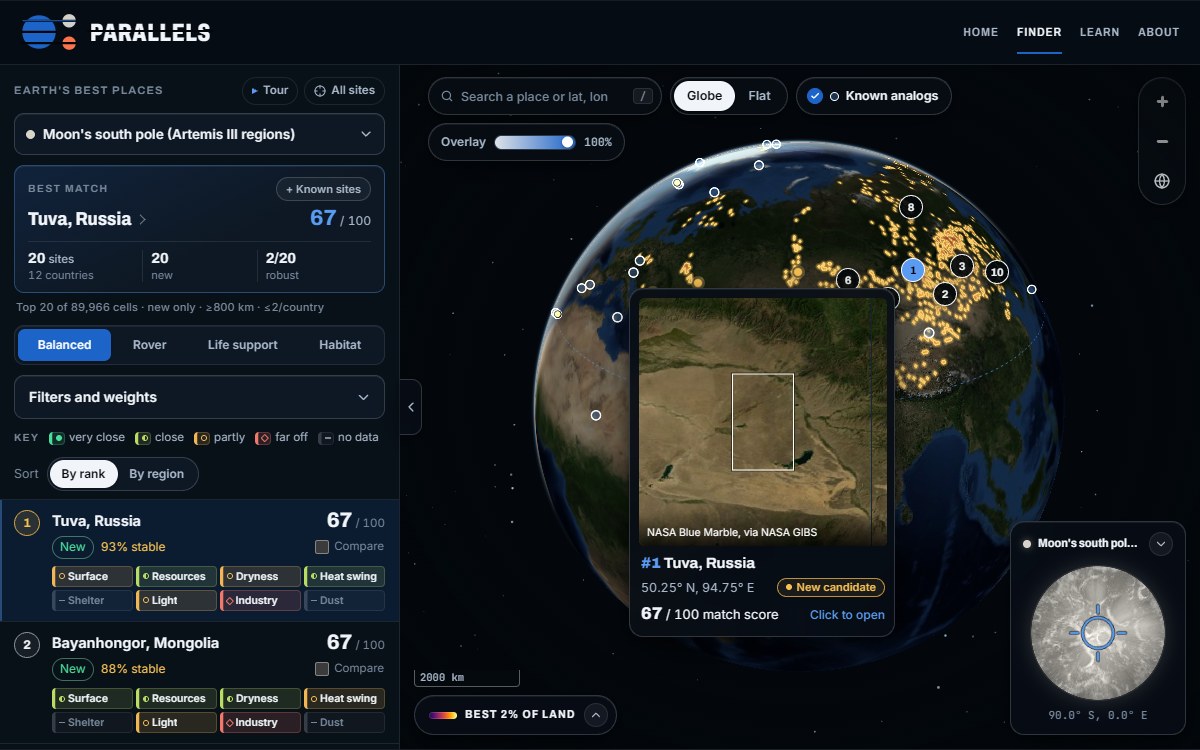 PARALLELS
HOME FINDER LEARN ABOUT
EARTH'S BEST PLACES
Tour
All sites
Moon's south pole (Artemis III regions)
BEST MATCH
+ Known sites
Tuva, Russia
67 / 100
20 sites
12 countries
20
new
2/20
robust
Top 20 of 89,966 cells · new only · ≥800 km · ≤2/country
Balanced Rover Life support Habitat
Filters and weights
KEY very close close partly far off no data
Sort By rank By region
1 Tuva, Russia 67 / 100
New 93% stable Compare
Surface Resources Dryness Heat swing
Shelter Light Industry Dust
2 Bayanhongor, Mongolia 67 / 100
New 88% stable Compare
Surface Resources Dryness Heat swing
Shelter Light Industry Dust
Search a place or lat, lon /
Globe Flat
Known analogs
Overlay 100%
8
1
3
10
6
2
NASA Blue Marble, via NASA GIBS
#1 Tuva, Russia
50.25° N, 94.75° E
New candidate
67 / 100 match score
Click to open
2000 km
BEST 2% OF LAND
Moon's south pol...
90.0° S, 0.0° E